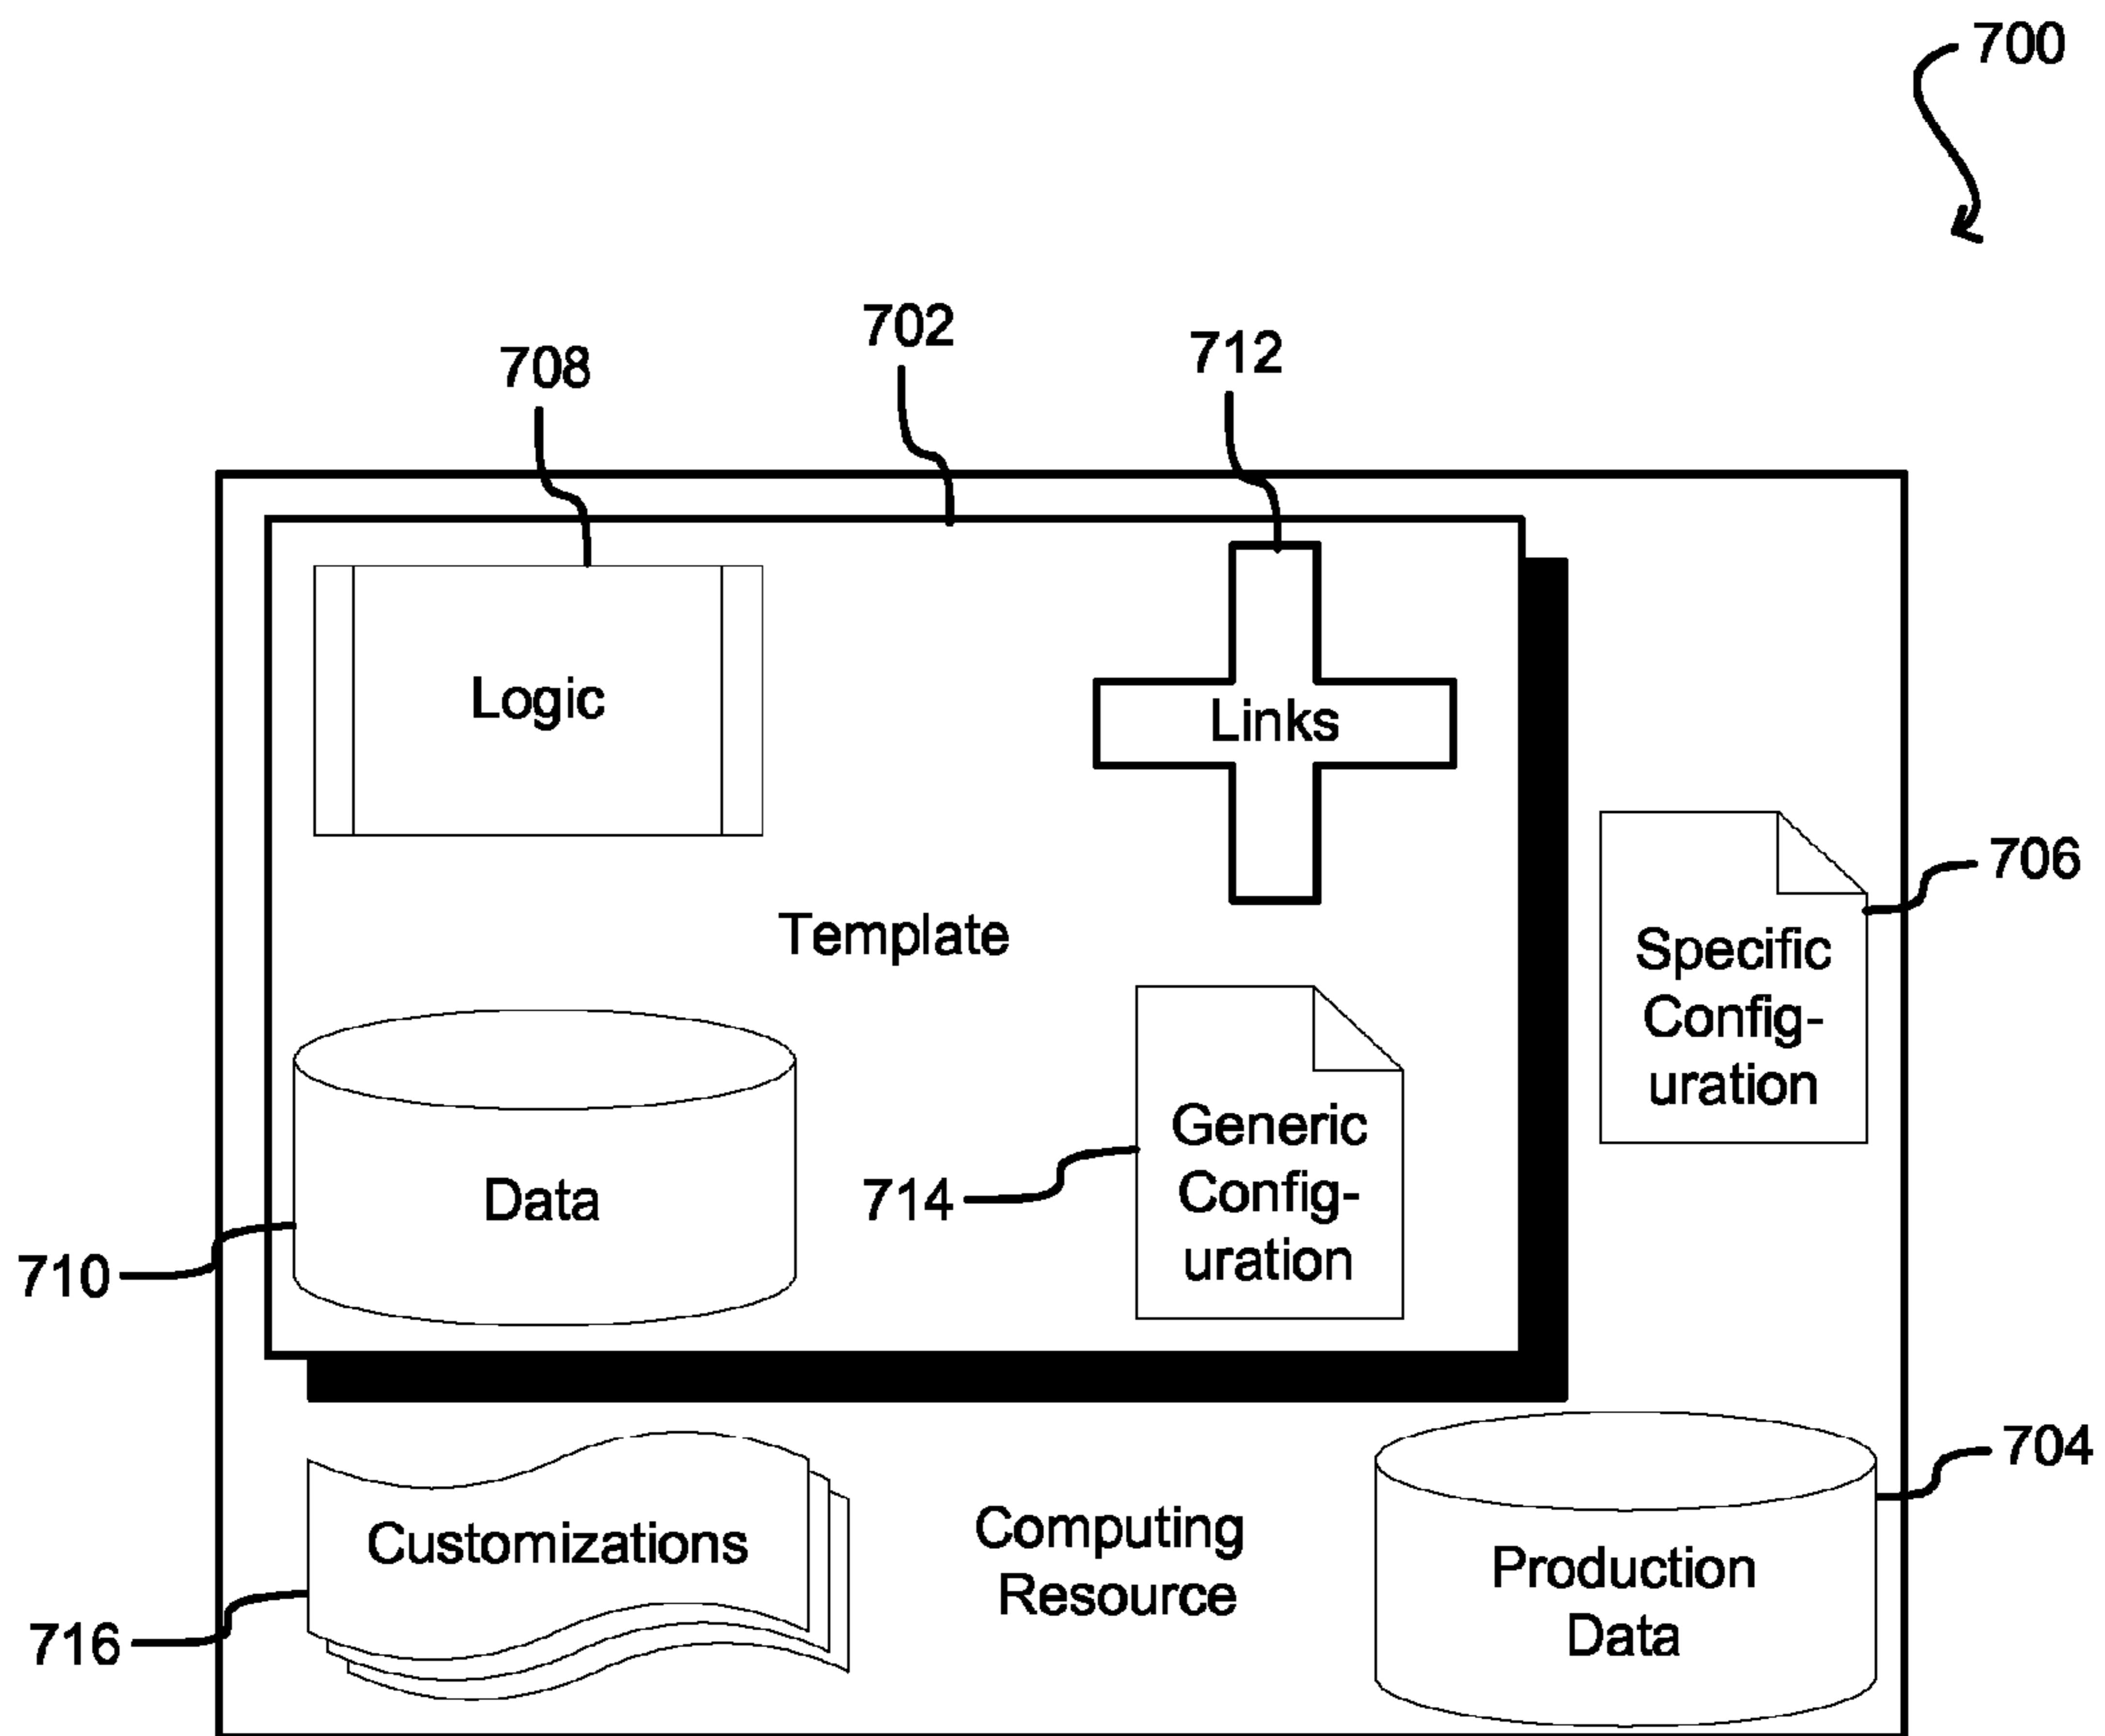 700
702
712
708
Logic
Links
706
Template
Specific
Config-
uration
Generic
Config-
uration
714
Data
710
704
Customizations
Computing
Resource
Production
Data
716